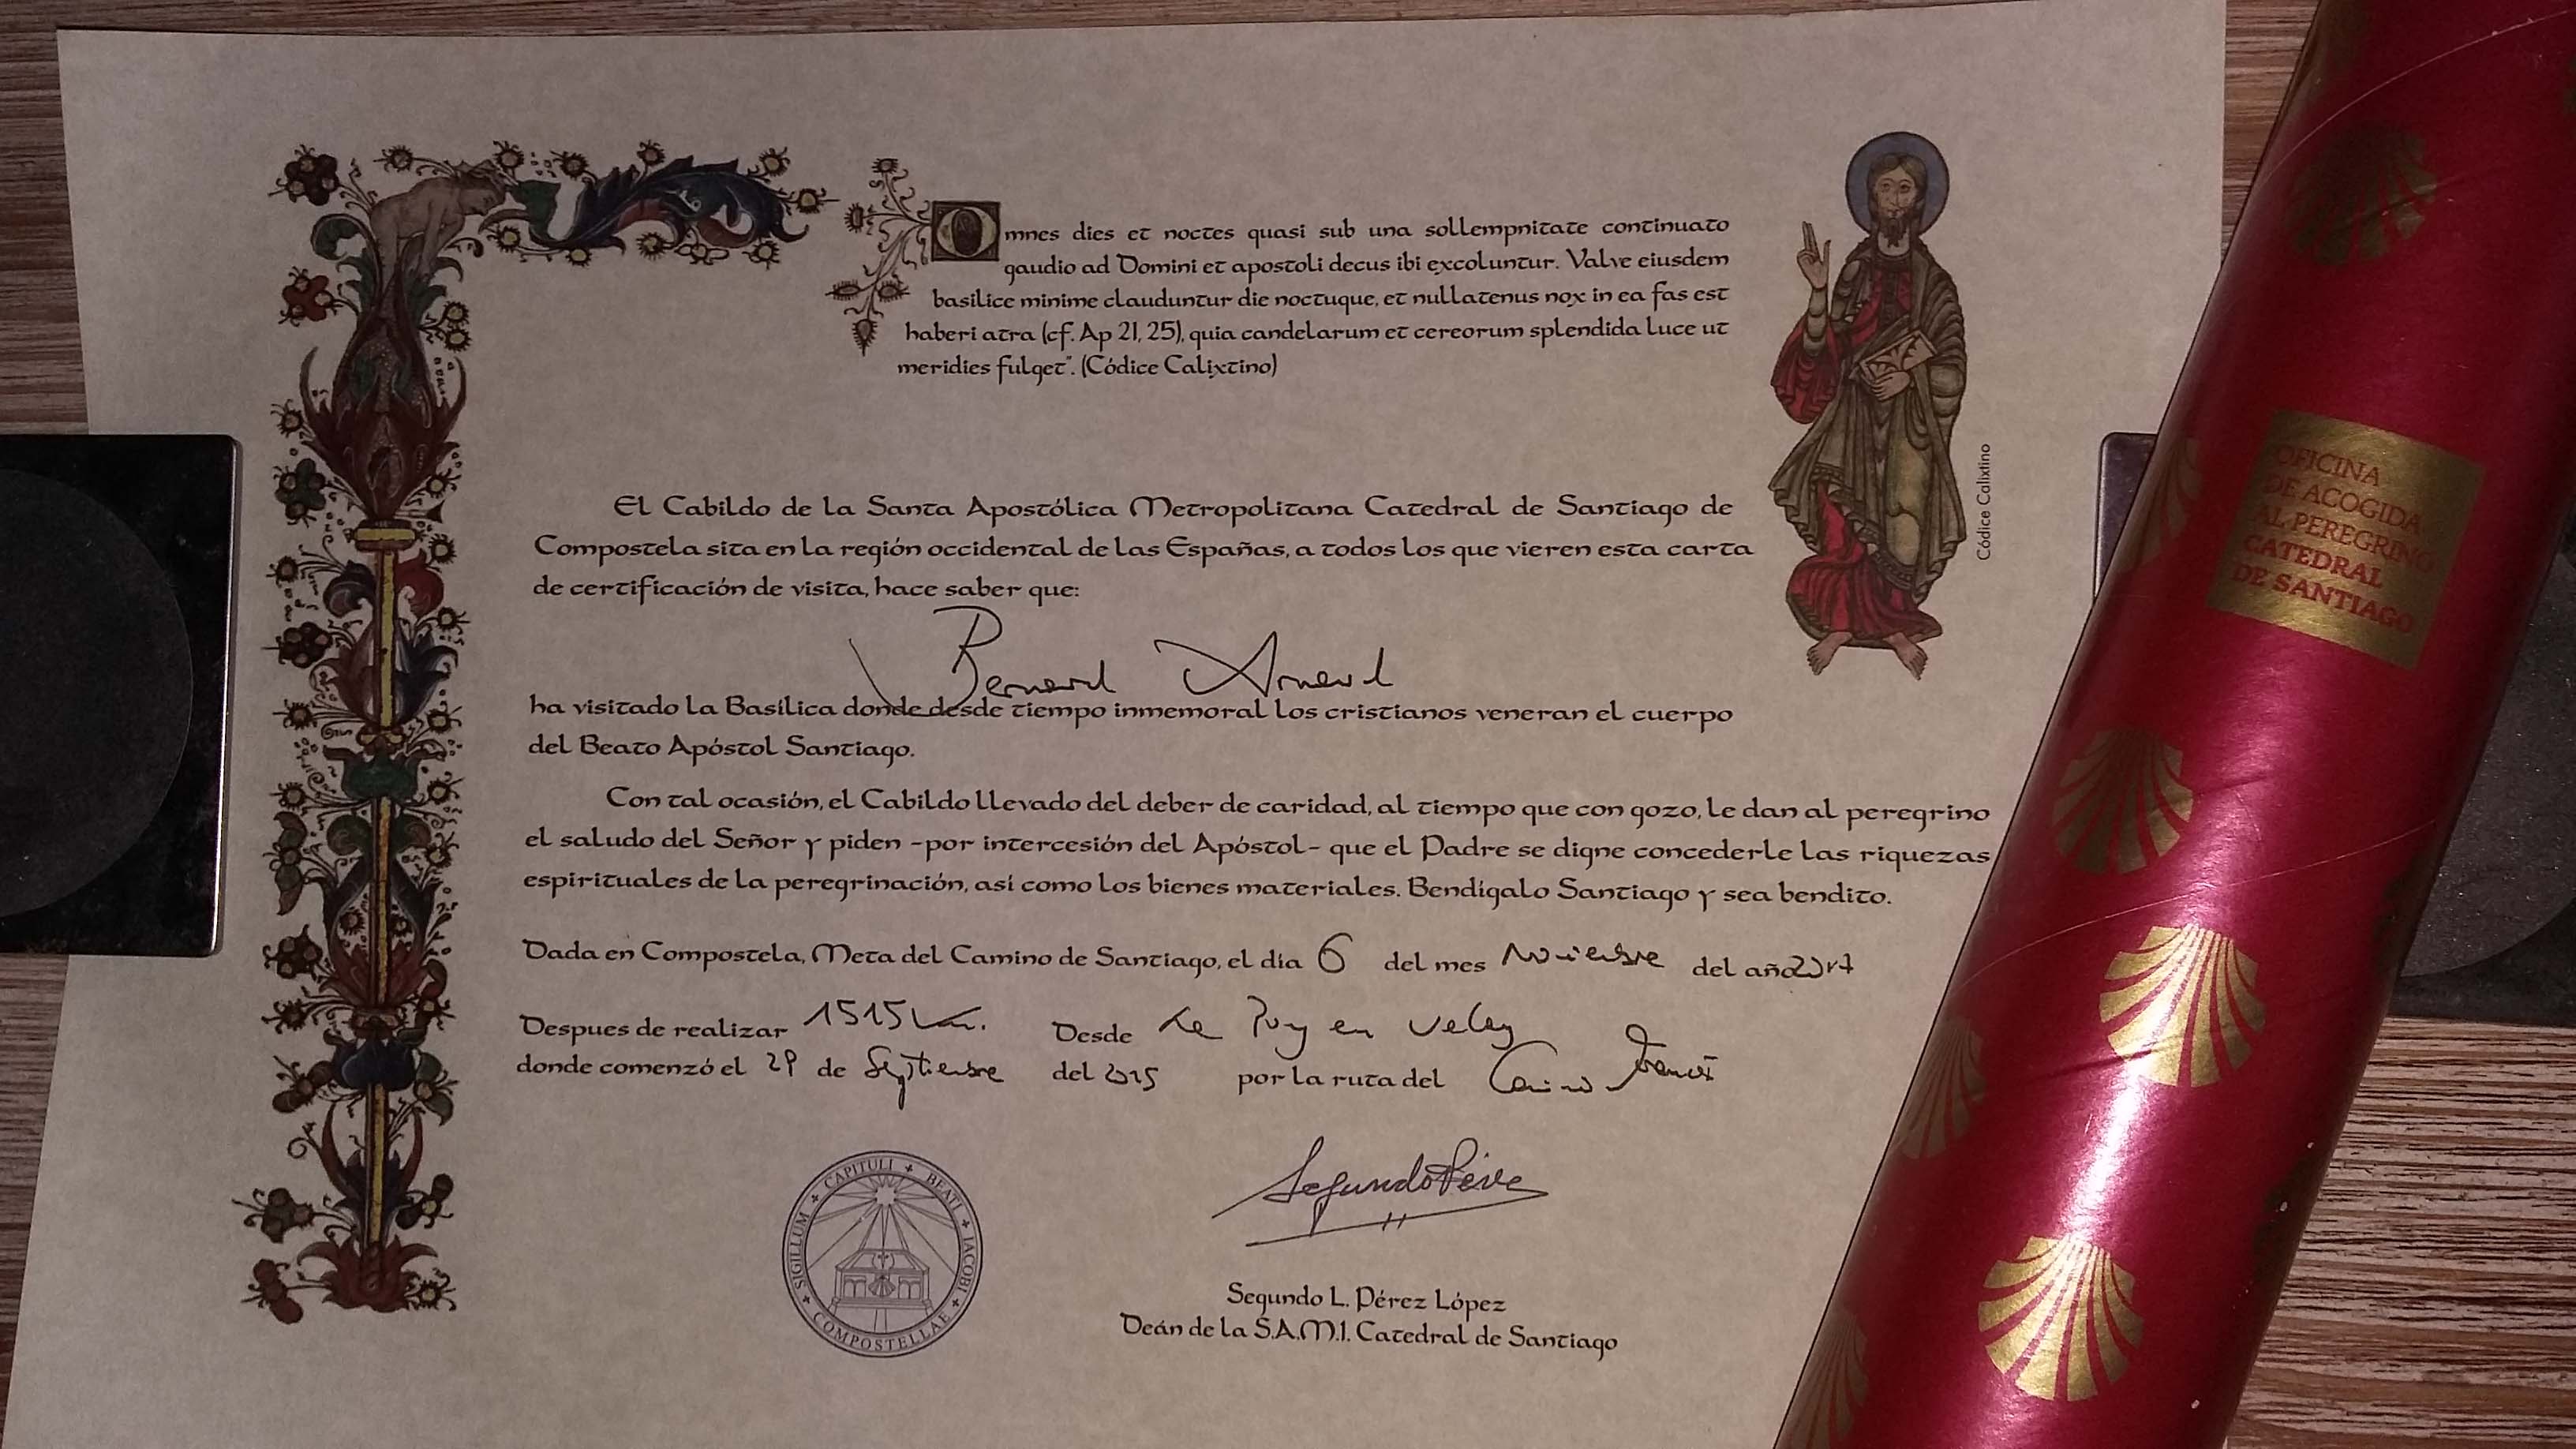 Omnes dies et noctes quasi sub una sollempnitate continuato
gaudio ad Domini et apostoli decus ibi excoluntur. Valve eiusdem
basilice minime clauduntur die noctuque, et nullatenus nox in ea fas est
haberi atra (cf. Ap 21, 25), quia candelarum et cereorum splendida luce ut
meridies fulget". (Códice Calixtino)
Códice Calixtino
El Cabildo de la Santa Apostólica Metropolitana Catedral de Santiago de
Compostela sita en la región occidental de las Españas, a todos los que vieren esta carta
de certificación de visita, hace saber que:
Bernard Arnaud
ha visitado la Basílica donde desde tiempo inmemoral los cristianos veneran el cuerpo
del Beato Apóstol Santiago.
Con tal ocasión, el Cabildo llevado del deber de caridad, al tiempo que con gozo, le dan al peregrino
el saludo del Señor y piden -por intercesión del Apóstol- que el Padre se digne concederle las riquezas
espirituales de la peregrinación, así como los bienes materiales. Bendígalo Santiago y sea bendito.
Dada en Compostela, Meta del Camino de Santiago, el día 6 del mes Noviembre del año 2017
Despues de realizar 1515 km. Desde Le Puy en Velay
donde comenzó el 29 de Septiembre del 2015 por la ruta del Camino Francés
SIGILLUM + CAPITULI + BEATI + IACOBI + COMPOSTELLAE +
Segundo Pérez
Segundo L. Pérez López
Deán de la S.A.M.I. Catedral de Santiago
OFICINA
DE ACOGIDA
AL PEREGRINO
CATEDRAL
DE SANTIAGO